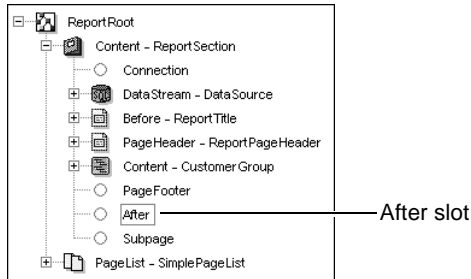 ReportRoot
Content - ReportSection
Connection
DataStream - DataSource
Before - ReportTitle
PageHeader - ReportPageHeader
Content - CustomerGroup
PageFooter
After
After slot
Subpage
PageList - SimplePageList